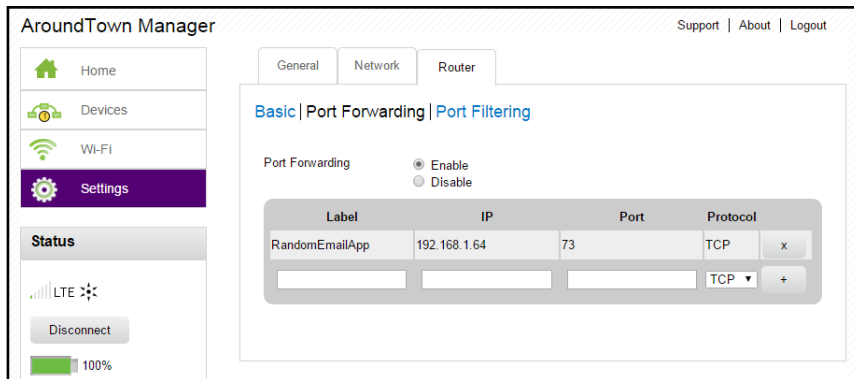 AroundTown Manager
Support | About | Logout
Home
Devices
1
Wi-Fi
Settings
Status
LTE
Disconnect
100%
General
Network
Router
Basic | Port Forwarding | Port Filtering
Port Forwarding
Enable
Disable
Label IP Port Protocol
RandomEmailApp 192.168.1.64 73 TCP x
TCP +